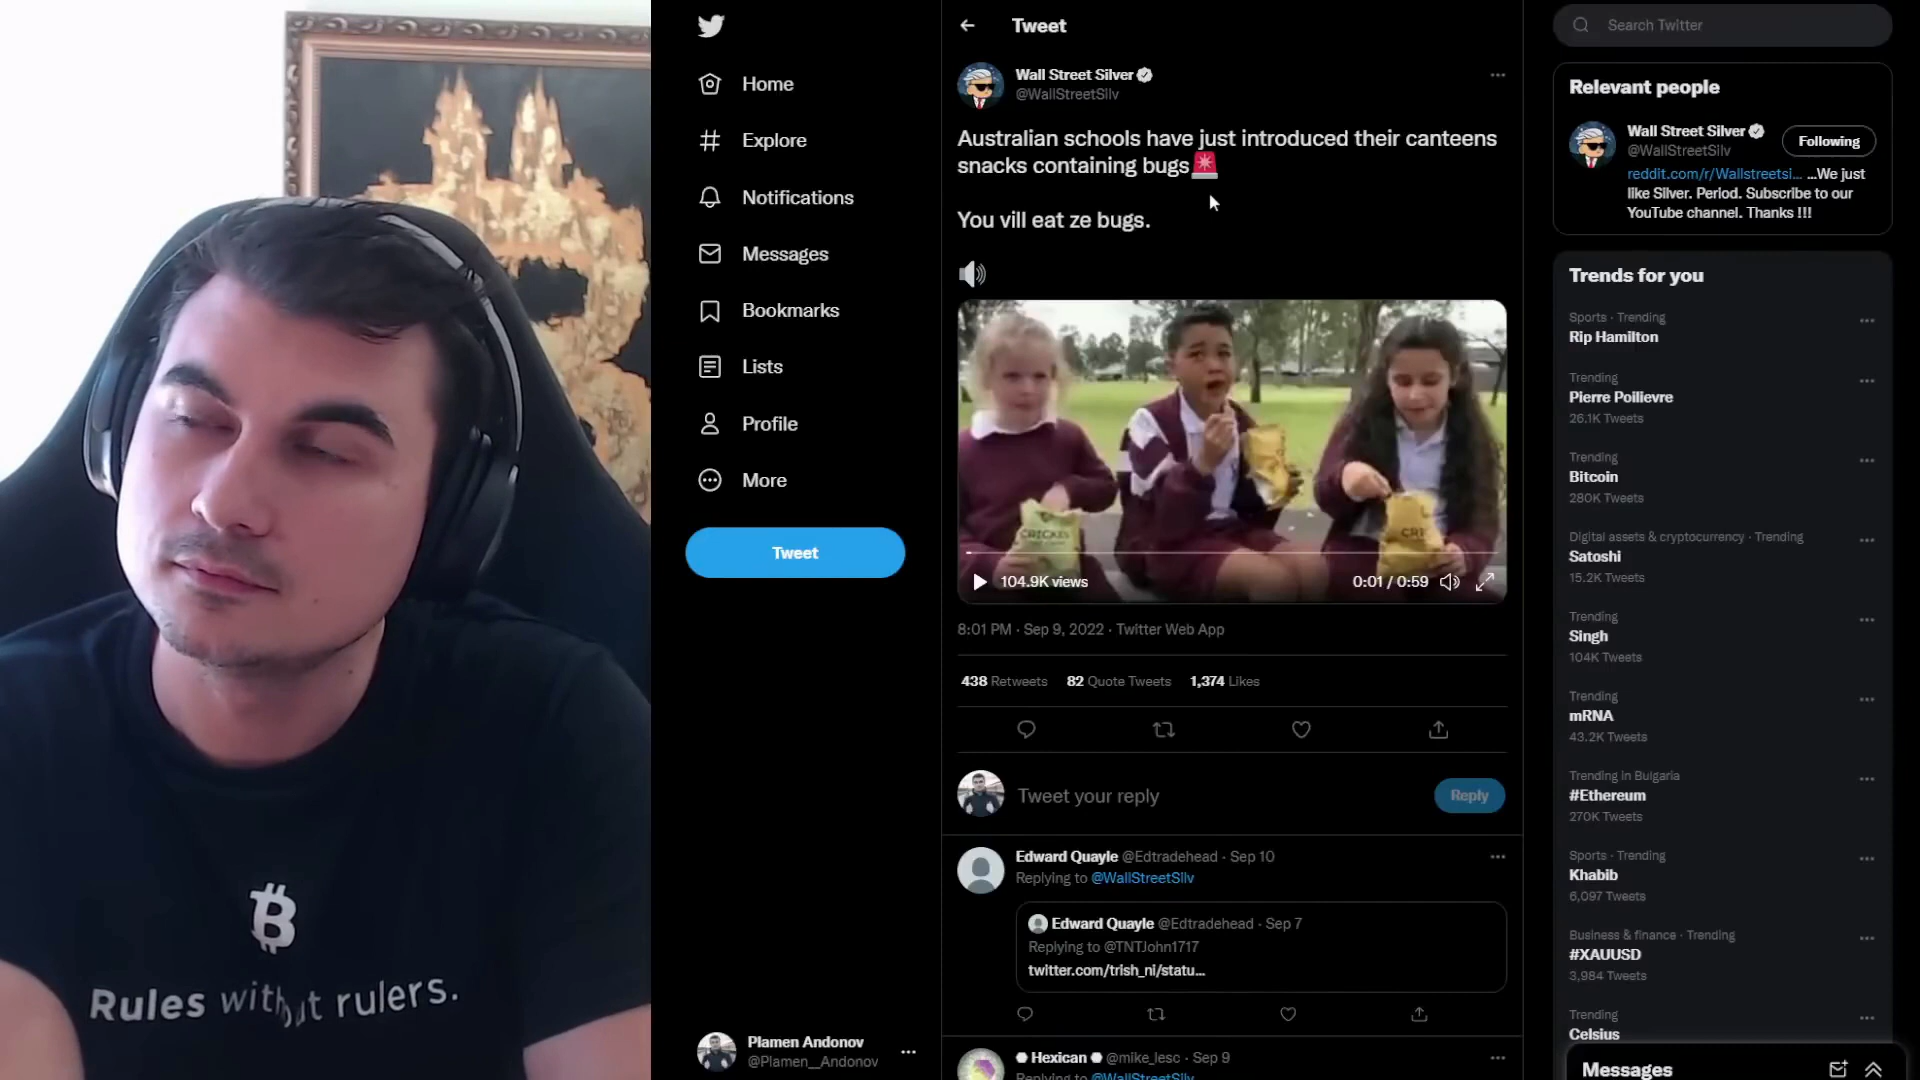 Rules without rulers.
Home
Explore
Notifications
Messages
Bookmarks
Lists
Profile
More
Tweet
Plamen Andonov
@Plamen__Andonov
Tweet
Wall Street Silver
@WallStreetSilv
Australian schools have just introduced their canteens
snacks containing bugs🚨
You vill eat ze bugs.
🔊
CRICKET
CRI
104.9K views
0:01 / 0:59
8:01 PM · Sep 9, 2022 · Twitter Web App
438 Retweets 82 Quote Tweets 1,374 Likes
Tweet your reply
Reply
Edward Quayle @Edtradehead · Sep 10
Replying to @WallStreetSilv
Edward Quayle @Edtradehead · Sep 7
Replying to @TNTJohn1717
twitter.com/trish_ni/statu...
Hexican @mike_lesc · Sep 9
Replying to @WallStreetSilv
Search Twitter
Relevant people
Wall Street Silver
@WallStreetSilv
Following
reddit.com/r/Wallstreetsi... ...We just
like Silver. Period. Subscribe to our
YouTube channel. Thanks !!!
Trends for you
Sports · Trending
Rip Hamilton
Trending
Pierre Poilievre
26.1K Tweets
Trending
Bitcoin
280K Tweets
Digital assets & cryptocurrency · Trending
Satoshi
15.2K Tweets
Trending
Singh
104K Tweets
Trending
mRNA
43.2K Tweets
Trending in Bulgaria
#Ethereum
270K Tweets
Sports · Trending
Khabib
6,097 Tweets
Business & finance · Trending
#XAUUSD
3,984 Tweets
Trending
Celsius
Messages